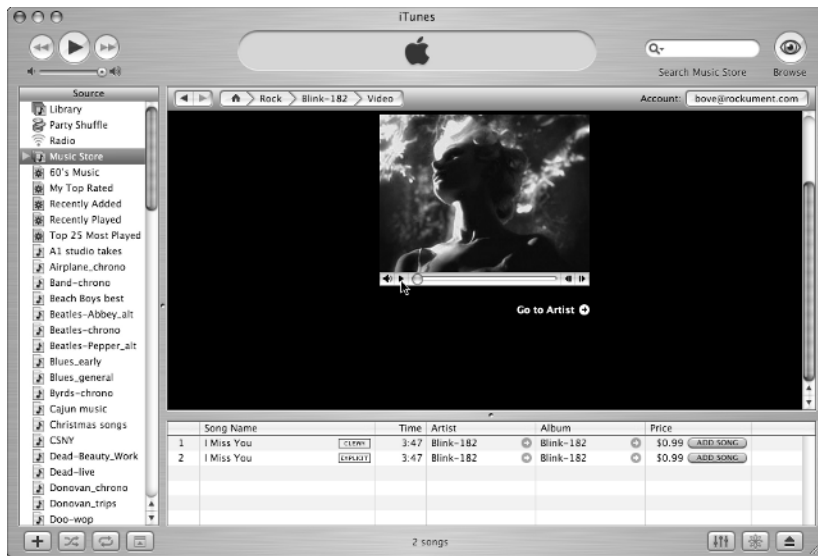 iTunes
Search Music Store
Browse
Source
Library
Party Shuffle
Radio
Music Store
60's Music
My Top Rated
Recently Added
Recently Played
Top 25 Most Played
A1 studio takes
Airplane_chrono
Band-chrono
Beach Boys best
Beatles-Abbey_alt
Beatles-chrono
Beatles-Pepper_alt
Blues_early
Blues_general
Byrds-chrono
Cajun music
Christmas songs
CSNY
Dead-Beauty_Work
Dead-live
Donovan_chrono
Donovan_trips
Doo-wop
Rock Blink-182 Video
Account: bove@rockument.com
Go to Artist
Song Name Time Artist Album Price
1 I Miss You CLEAN 3:47 Blink-182 Blink-182 $0.99 ADD SONG
2 I Miss You EXPLICIT 3:47 Blink-182 Blink-182 $0.99 ADD SONG
2 songs